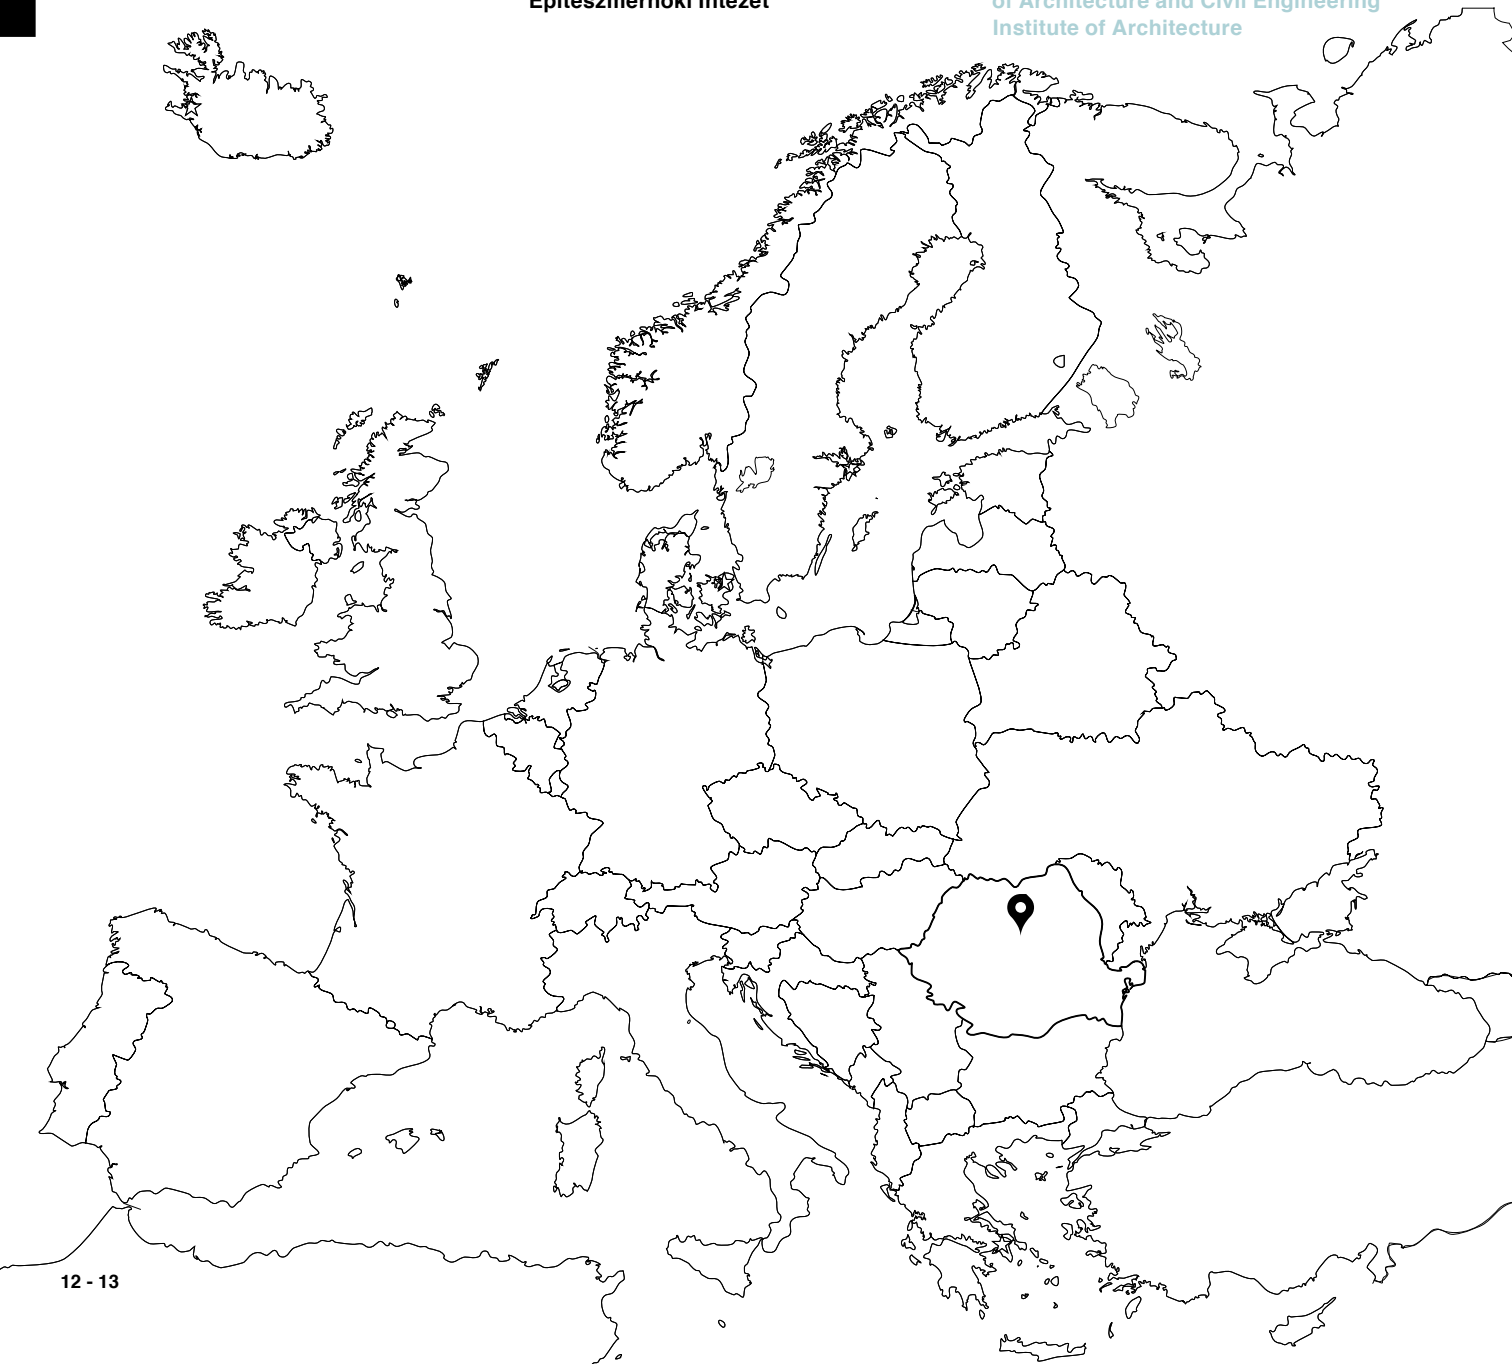 Építészmérnöki Intézet
of Architecture and Civil Engineering
Institute of Architecture
12 - 13